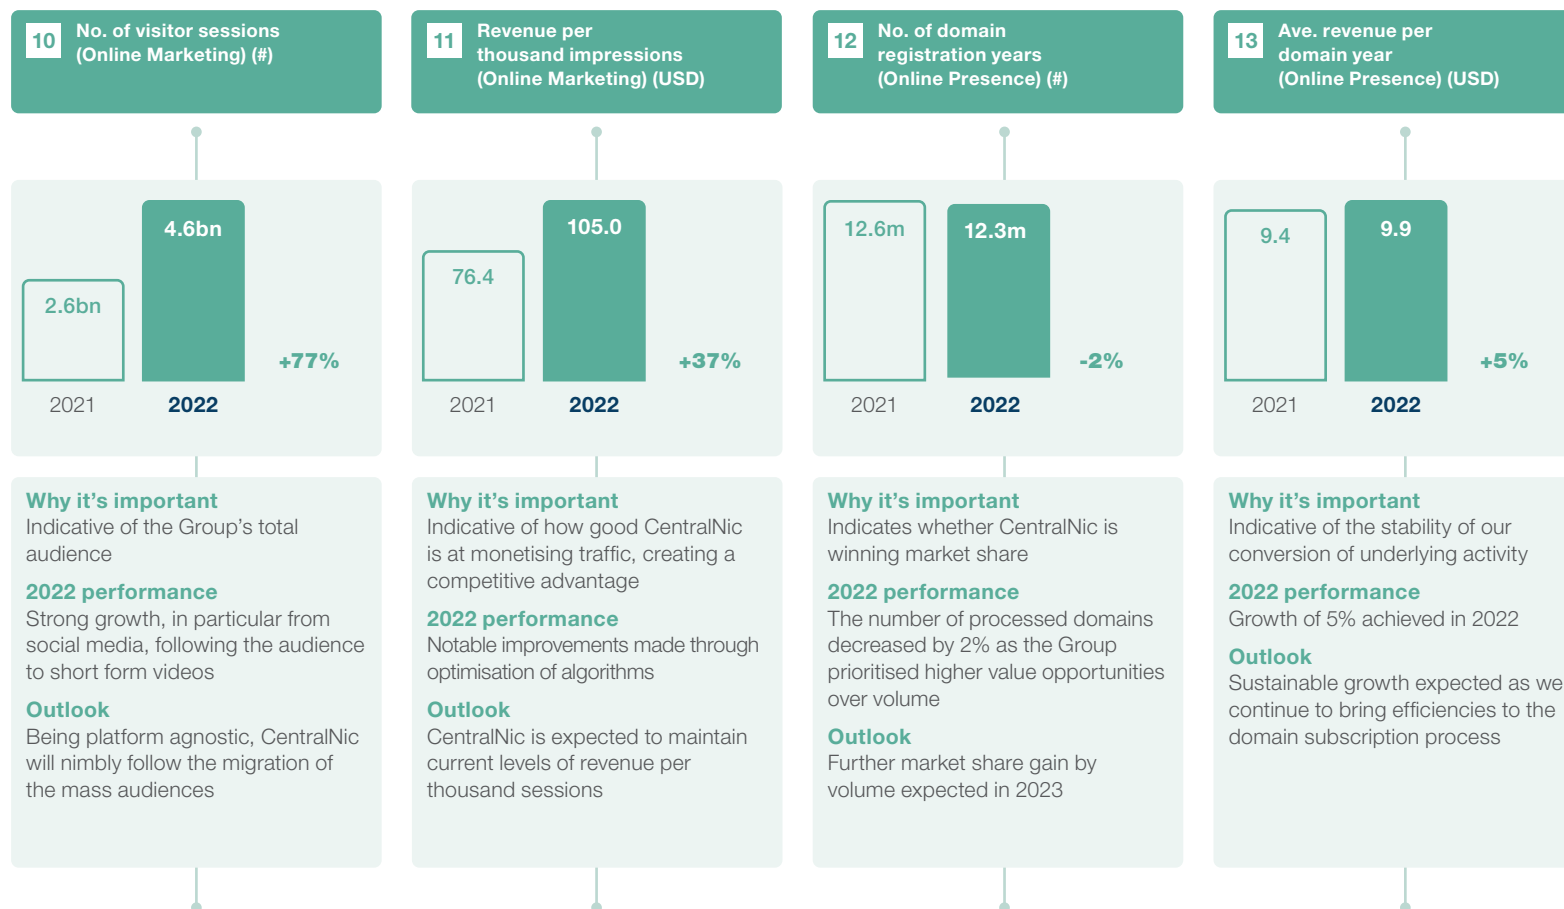 10
No. of visitor sessions
(Online Marketing) (#)
2.6bn
4.6bn
+77%
2021
2022
Why it’s important
Indicative of the Group’s total
audience
2022 performance
Strong growth, in particular from
social media, following the audience
to short form videos
Outlook
Being platform agnostic, CentralNic
will nimbly follow the migration of
the mass audiences
11
Revenue per
thousand impressions
(Online Marketing) (USD)
76.4
105.0
+37%
2021
2022
Why it’s important
Indicative of how good CentralNic
is at monetising traffic, creating a
competitive advantage
2022 performance
Notable improvements made through
optimisation of algorithms
Outlook
CentralNic is expected to maintain
current levels of revenue per
thousand sessions
12
No. of domain
registration years
(Online Presence) (#)
12.6m
12.3m
-2%
2021
2022
Why it’s important
Indicates whether CentralNic is
winning market share
2022 performance
The number of processed domains
decreased by 2% as the Group
prioritised higher value opportunities
over volume
Outlook
Further market share gain by
volume expected in 2023
13
Ave. revenue per
domain year
(Online Presence) (USD)
9.4
9.9
+5%
2021
2022
Why it’s important
Indicative of the stability of our
conversion of underlying activity
2022 performance
Growth of 5% achieved in 2022
Outlook
Sustainable growth expected as we
continue to bring efficiencies to the
domain subscription process